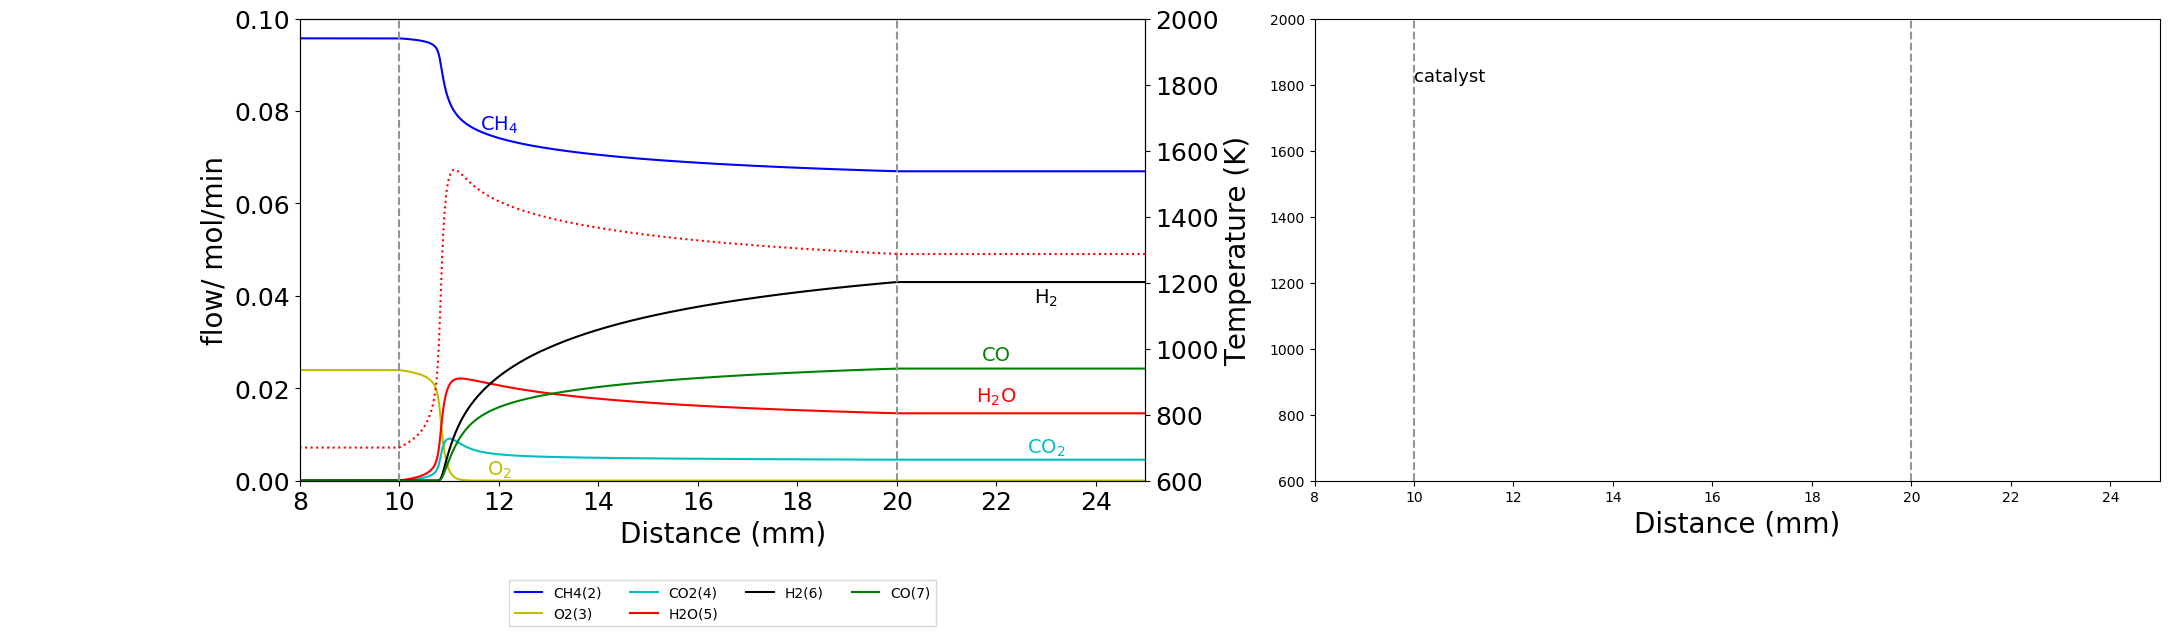 0.10
0.08
0.06
0.04
0.02
0.00
flow/ mol/min
8 10 12 14 16 18 20 22 24
Distance (mm)
2000
1800
1600
1400
1200
1000
800
600
Temperature (K)
CH₄
H₂
CO
H₂O
CO₂
O₂
CH4(2) CO2(4) H2(6) CO(7)
O2(3) H2O(5)
2000
1800
1600
1400
1200
1000
800
600
catalyst
8 10 12 14 16 18 20 22 24
Distance (mm)